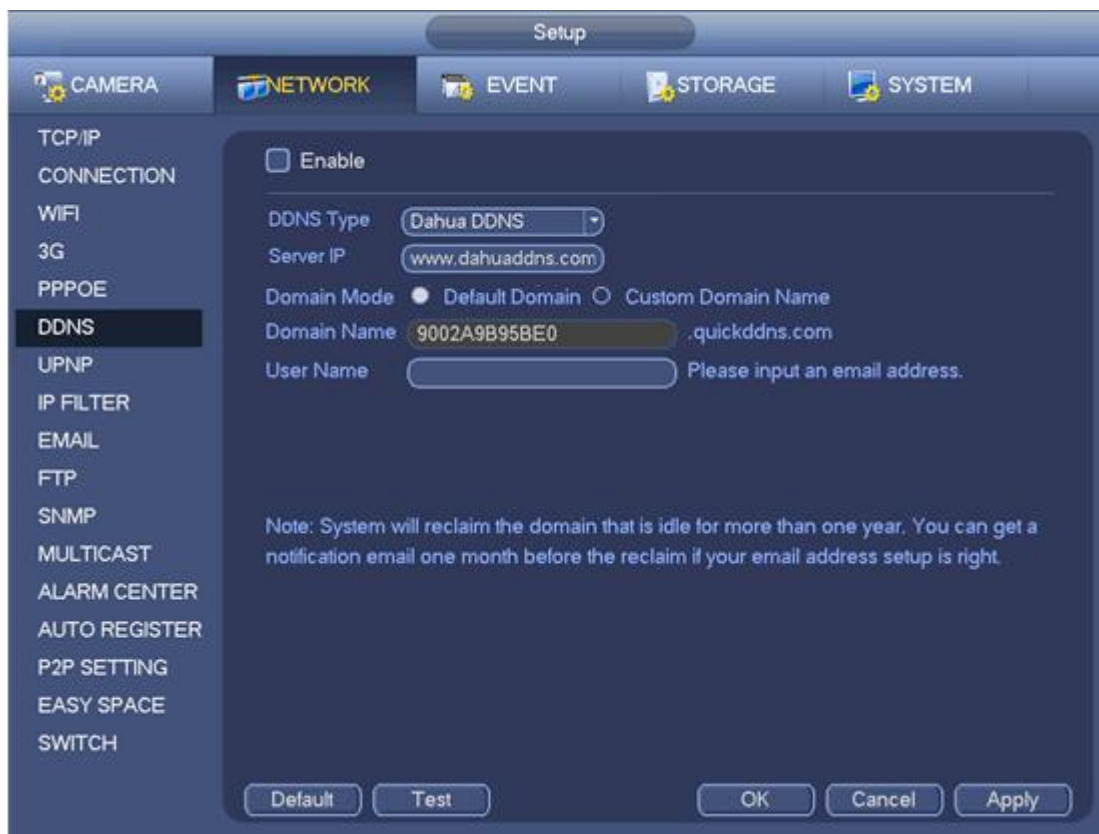 Setup
CAMERA NETWORK EVENT STORAGE SYSTEM
TCP/IP
CONNECTION
WIFI
3G
PPPOE
DDNS
UPNP
IP FILTER
EMAIL
FTP
SNMP
MULTICAST
ALARM CENTER
AUTO REGISTER
P2P SETTING
EASY SPACE
SWITCH
Enable
DDNS Type Dahua DDNS
Server IP www.dahuaddns.com
Domain Mode Default Domain Custom Domain Name
Domain Name 9002A9B95BE0 .quickddns.com
User Name Please input an email address.
Note: System will reclaim the domain that is idle for more than one year. You can get a
notification email one month before the reclaim if your email address setup is right.
Default Test OK Cancel Apply